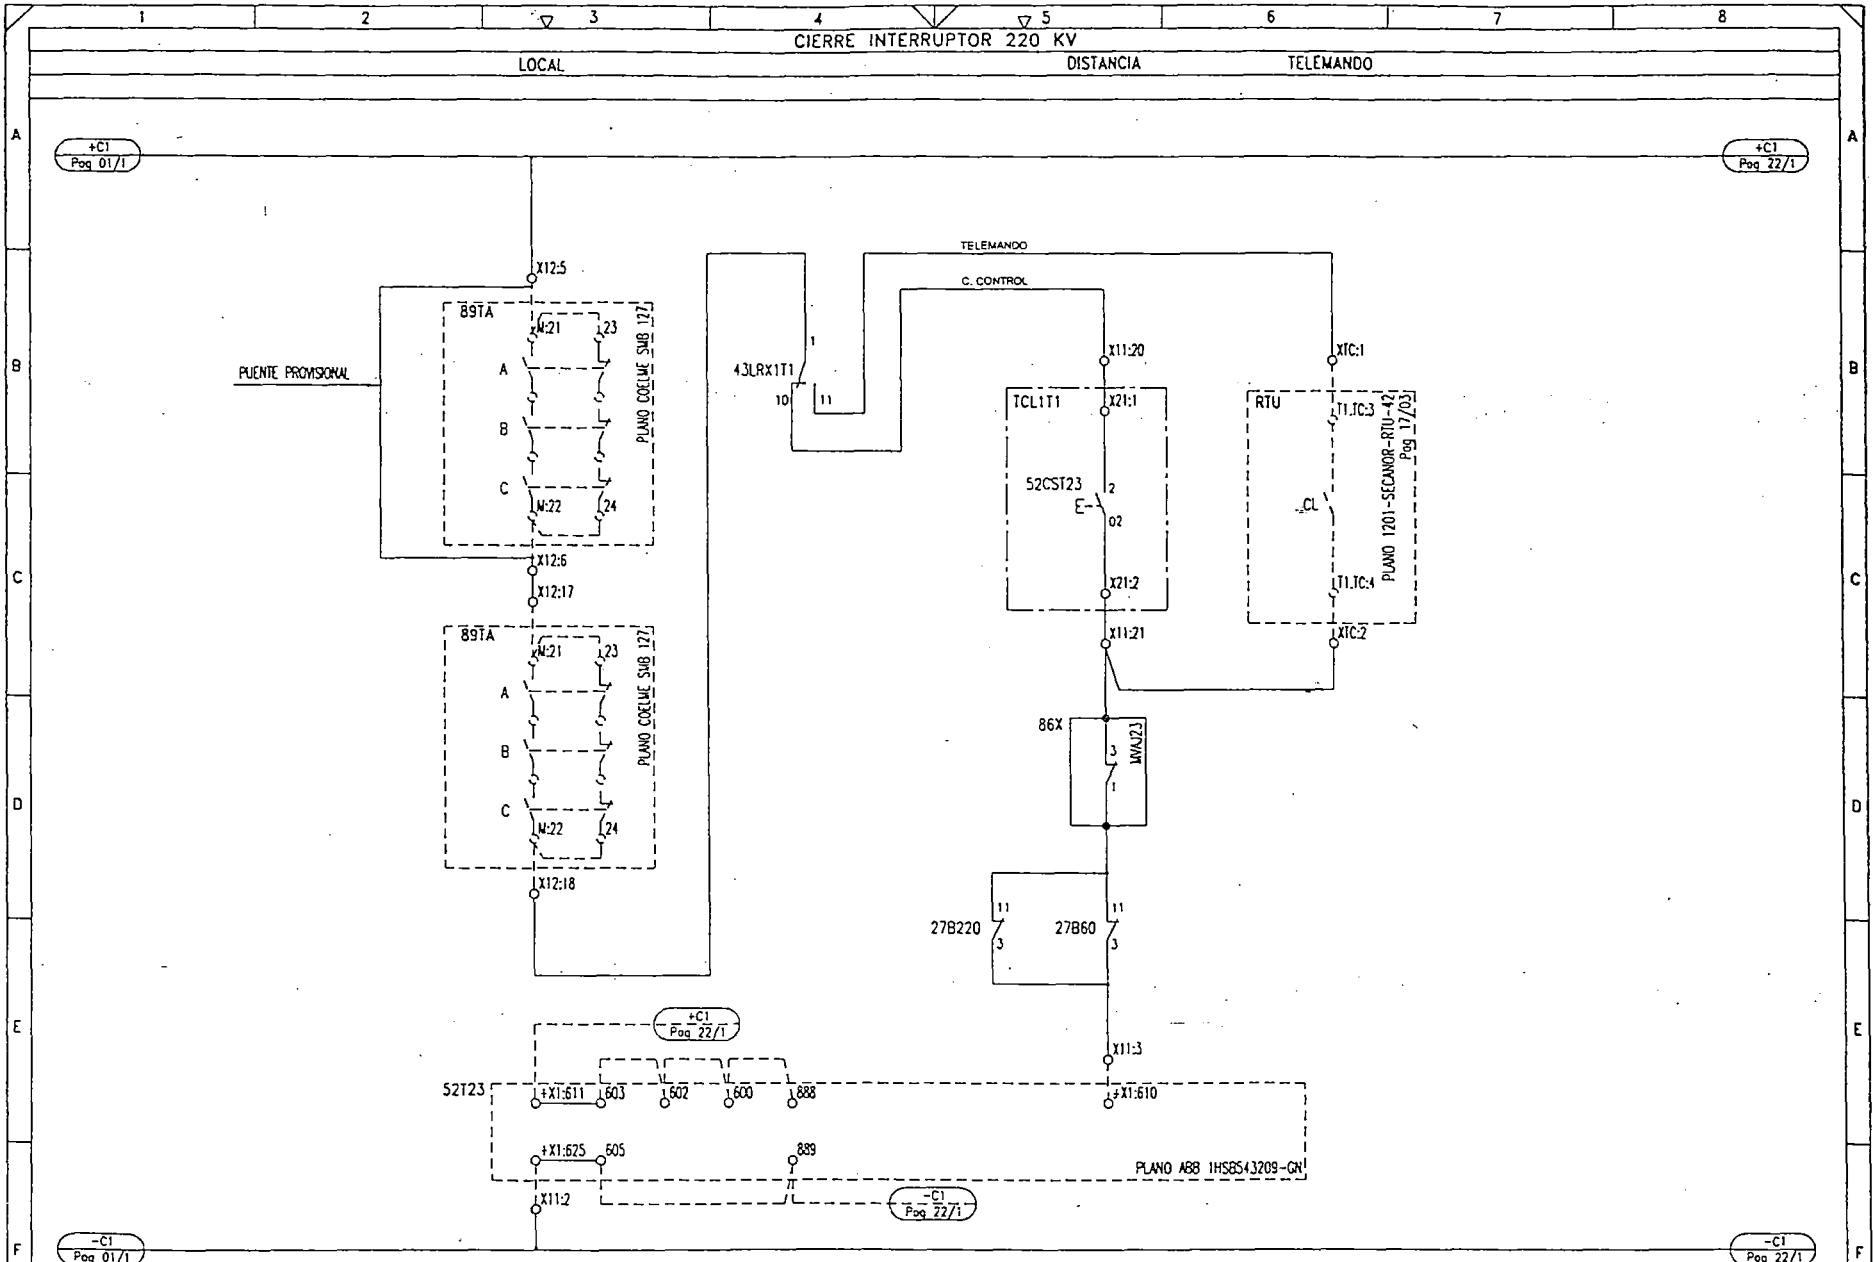 1 2 3 4 5 6 7 8
CIERRE INTERRUPTOR 220 KV
LOCAL DISTANCIA TELEMANDO
A A
+C1
Pag 01/1
+C1
Pag 22/1
TELEMANDO
X12:5
C. CONTROL
89TA
M:21 23
PLANO COELME SMB 127
1
X11:20
XTC:1
B B
PUENTE PROVISIONAL
A
43LRX1T1
10 11
TCL1T1
X21:1
RTU
T1.TC:3
PLANO 1201-SECANOR-RTU-42
Pag 17/03
B
C
M:22 24
52CST23
2
E
02
CL
X12:6
X12:17
C C
X21:2
T1.TC:4
89TA
M:21 23
PLANO COELME SMB 127
X11:21
XTC:2
A
86X
3
MVAJ23
1
B
D D
C
M:22 24
X12:18
27B220
11
3
27B60
11
3
+C1
Pag 22/1
E E
X11:3
52T23
+X1:611 603 602 600 888
+X1:610
+X1:625 605 889
PLANO ABB 1HSB543209-GN
X11:2
-C1
Pag 22/1
F F
-C1
Pag 01/1
-C1
Pag 22/1